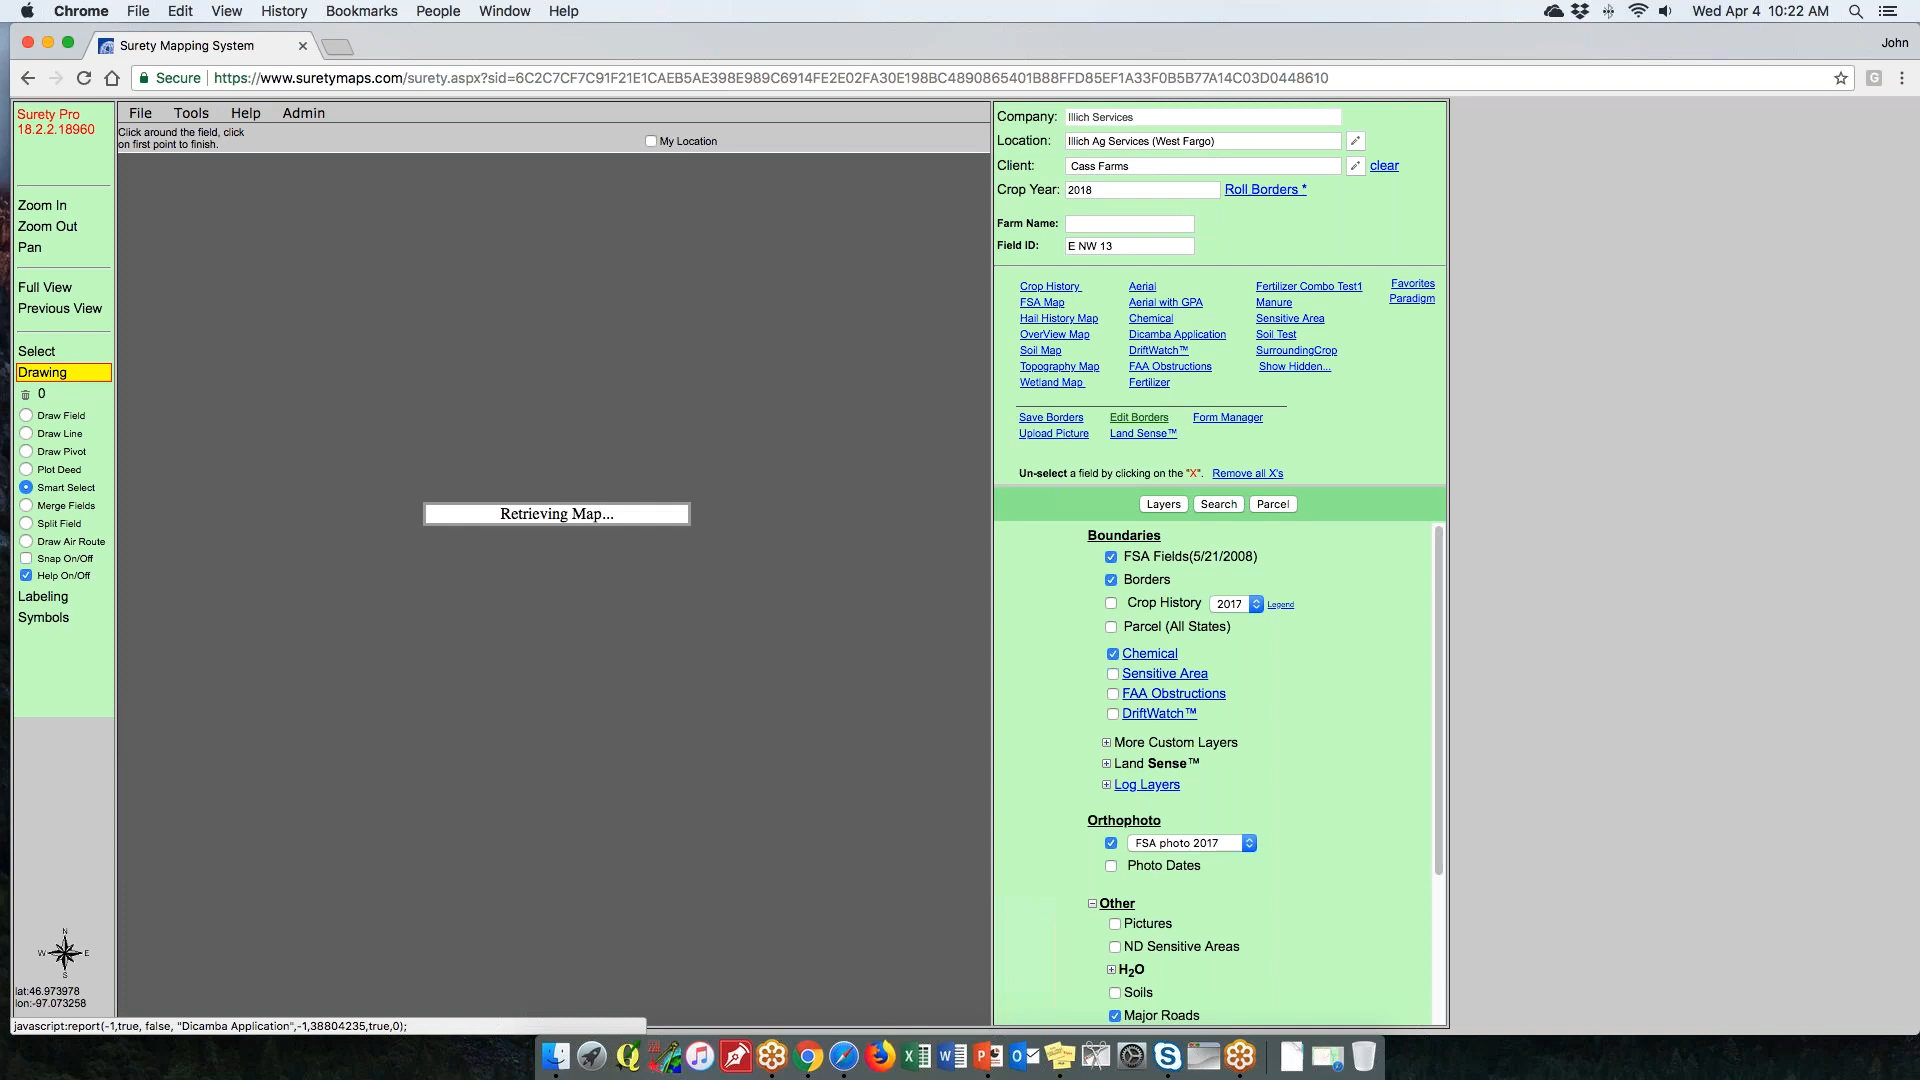 Chrome File Edit View History Bookmarks People Window Help Wed Apr 4 10:22 AM
Surety Mapping System John
Secure https://www.suretymaps.com/surety.aspx?sid=6C2C7CF7C91F21E1CAEB5AE398E989C6914FE2E02FA30E198BC4890865401B88FFD85EF1A33F0B5B77A14C03D0448610
Surety Pro
18.2.2.18960
Zoom In
Zoom Out
Pan
Full View
Previous View
Select
Drawing
0
Draw Field
Draw Line
Draw Pivot
Plot Deed
Smart Select
Merge Fields
Split Field
Draw Air Route
Snap On/Off
Help On/Off
Labeling
Symbols
N
W E
S
lat:46.973978
lon:-97.073258
javascript:report(-1,true, false, "Dicamba Application",-1,38804235,true,0);
File Tools Help Admin
Click around the field, click
on first point to finish.
My Location
Retrieving Map...
Company: Illich Services
Location: Illich Ag Services (West Fargo)
Client: Cass Farms clear
Crop Year: 2018 Roll Borders *
Farm Name:
Field ID: E NW 13
Crop History Aerial Fertilizer Combo Test1 Favorites
FSA Map Aerial with GPA Manure Paradigm
Hail History Map Chemical Sensitive Area
OverView Map Dicamba Application Soil Test
Soil Map DriftWatch™ SurroundingCrop
Topography Map FAA Obstructions Show Hidden...
Wetland Map Fertilizer
Save Borders Edit Borders Form Manager
Upload Picture Land Sense™
Un-select a field by clicking on the "X". Remove all X's
Layers Search Parcel
Boundaries
FSA Fields(5/21/2008)
Borders
Crop History 2017 Legend
Parcel (All States)
Chemical
Sensitive Area
FAA Obstructions
DriftWatch™
More Custom Layers
Land Sense™
Log Layers
Orthophoto
FSA photo 2017
Photo Dates
Other
Pictures
ND Sensitive Areas
H2O
Soils
Major Roads